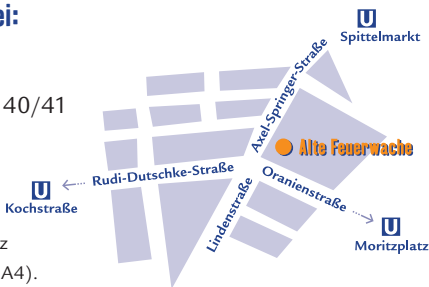 ei:
U
Spittelmarkt
40/41
Axel-Springer-Straße
Alte Feuerwache
Rudi-Dutschke-Straße
U
Kochstraße
Oranienstraße
Lindenstraße
U
Moritzplatz
z
A4).